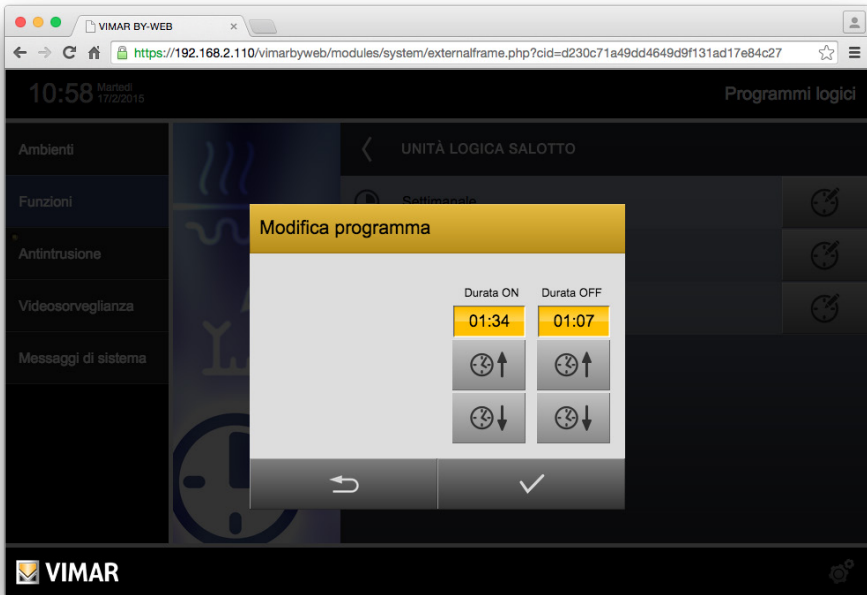 VIMAR BY-WEB
https://192.168.2.110/vimarbyweb/modules/system/externalframe.php?cid=d230c71a49dd4649d9f131ad17e84c27
10:58 Martedì 17/2/2015
Programmi logici
Ambienti
Funzioni
Antintrusione
Videosorveglianza
Messaggi di sistema
UNITÀ LOGICA SALOTTO
Settimanale
Modifica programma
Durata ON Durata OFF
01:34 01:07
VIMAR